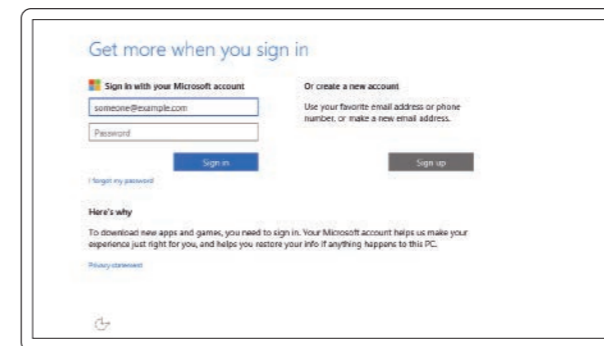 Get more when you sign in
Sign in with your Microsoft account
someone@example.com
Password
Sign in
I forgot my password
Or create a new account
Use your favorite email address or phone
number, or make a new email address.
Sign up
Here's why
To download new apps and games, you need to sign in. Your Microsoft account helps us make your
experience just right for you, and helps you restore your info if anything happens to this PC.
Privacy statement